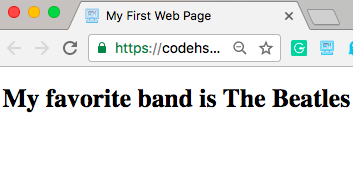 My First Web Page
https://codehs...
My favorite band is The Beatles